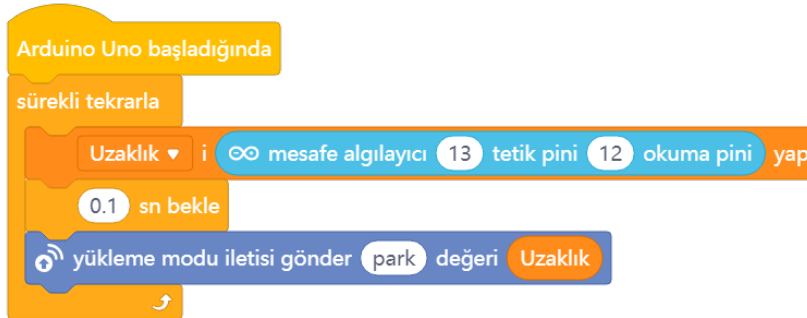 Arduino Uno başladığında
sürekli tekrarla
Uzaklık i mesafe algılayıcı 13 tetik pini 12 okuma pini yap
0.1 sn bekle
yükleme modu iletisi gönder park değeri Uzaklık